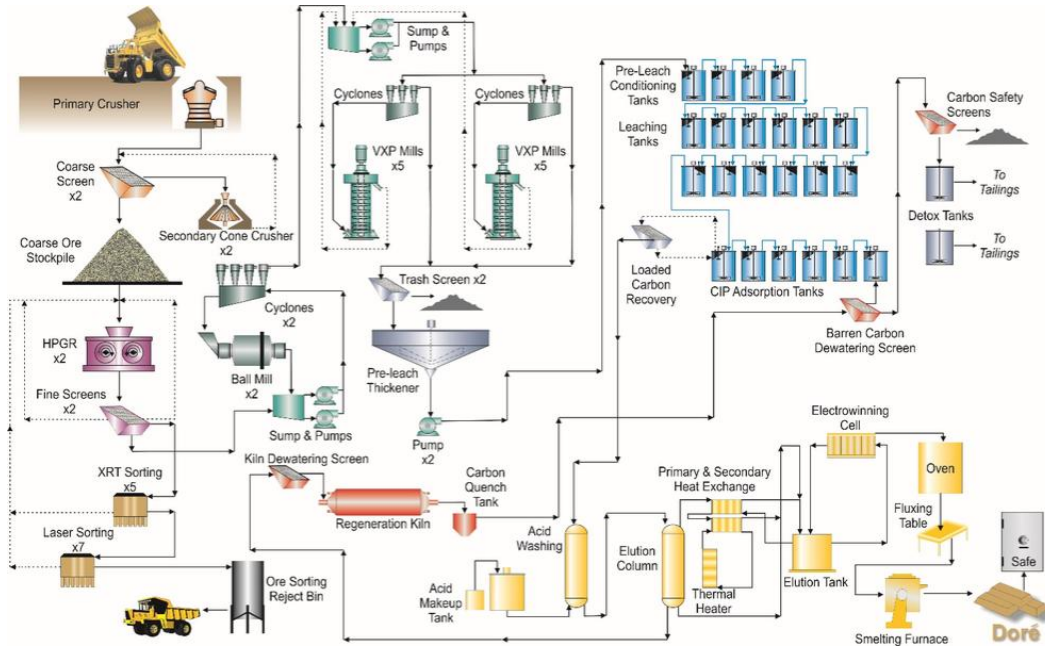 Primary Crusher
Coarse
Screen
x2
Secondary Cone Crusher
x2
Coarse Ore
Stockpile
HPGR
x2
Fine Screens
x2
XRT Sorting
x5
Laser Sorting
x7
Ore Sorting
Reject Bin
Cyclones
x2
Ball Mill
x2
Sump & Pumps
Sump &
Pumps
Cyclones
Cyclones
VXP Mills
x5
VXP Mills
x5
Trash Screen x2
Pre-leach
Thickener
Pump
x2
Pre-Leach
Conditioning
Tanks
Leaching
Tanks
Loaded
Carbon
Recovery
CIP Adsorption Tanks
Carbon Safety
Screens
To
Tailings
Detox Tanks
To
Tailings
Barren Carbon
Dewatering Screen
Kiln Dewatering Screen
Regeneration Kiln
Carbon
Quench
Tank
Acid
Washing
Acid
Makeup
Tank
Elution
Column
Primary & Secondary
Heat Exchange
Thermal
Heater
Elution Tank
Electrowinning
Cell
Oven
Fluxing
Table
Smelting Furnace
Safe
Doré